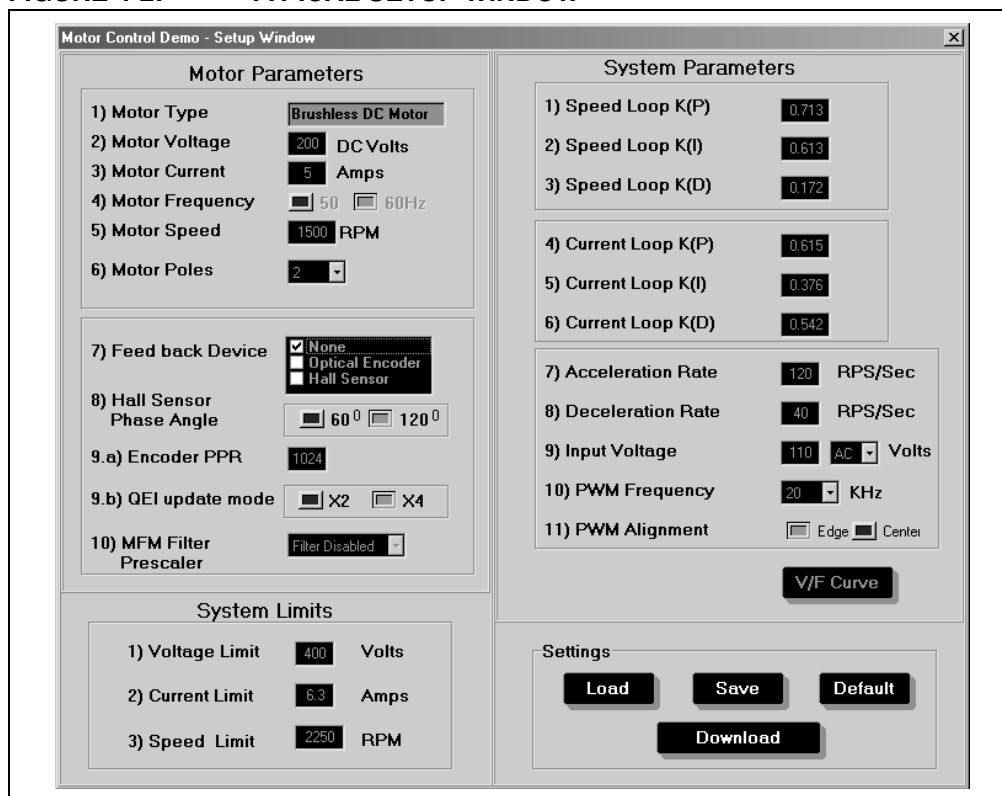 Motor Control Demo - Setup Window
Motor Parameters
1) Motor Type Brushless DC Motor
2) Motor Voltage 200 DC Volts
3) Motor Current 5 Amps
4) Motor Frequency 50 60Hz
5) Motor Speed 1500 RPM
6) Motor Poles 2
7) Feed back Device None
Optical Encoder
Hall Sensor
8) Hall Sensor
Phase Angle 60⁰ 120⁰
9.a) Encoder PPR 1024
9.b) QEI update mode X2 X4
10) MFM Filter
Prescaler Filter Disabled
System Limits
1) Voltage Limit 400 Volts
2) Current Limit 6.3 Amps
3) Speed Limit 2250 RPM
System Parameters
1) Speed Loop K(P) 0.713
2) Speed Loop K(I) 0.613
3) Speed Loop K(D) 0.172
4) Current Loop K(P) 0.615
5) Current Loop K(I) 0.376
6) Current Loop K(D) 0.542
7) Acceleration Rate 120 RPS/Sec
8) Deceleration Rate 40 RPS/Sec
9) Input Voltage 110 AC Volts
10) PWM Frequency 20 KHz
11) PWM Alignment Edge Center
V/F Curve
Settings
Load Save Default
Download